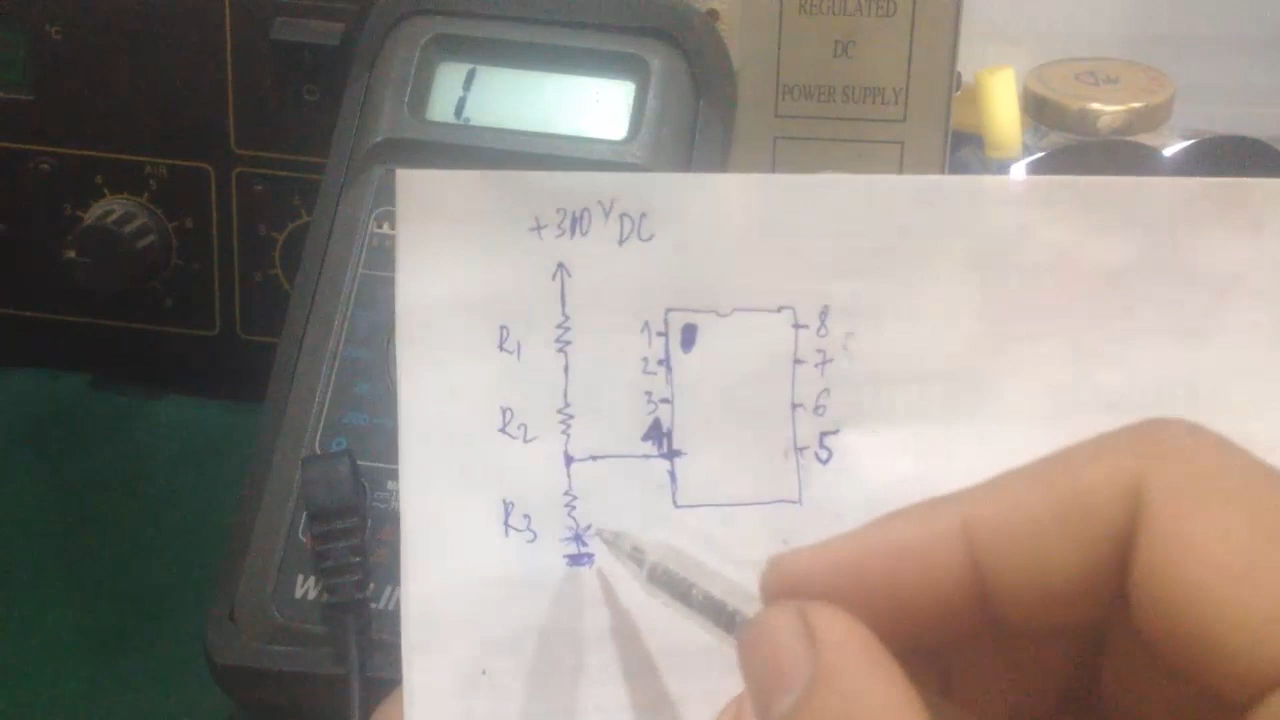 REGULATED
DC
POWER SUPPLY
°C
AIR
+310V DC
R1
R2
R3
1
2
3
4
8
7
6
5